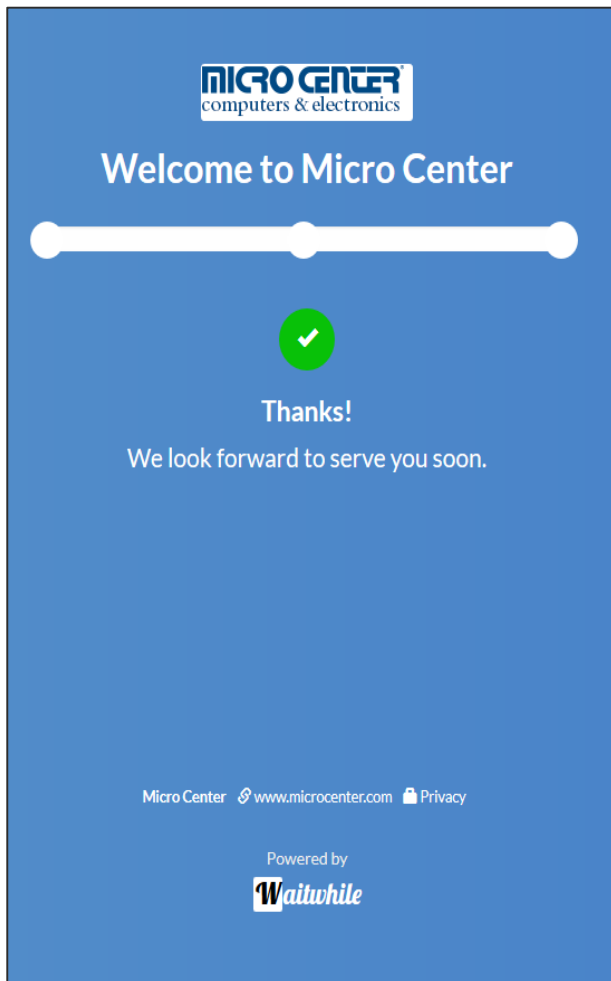 MICRO CENTER
computers & electronics
Welcome to Micro Center
Thanks!
We look forward to serve you soon.
Micro Center www.microcenter.com Privacy
Powered by
Waitwhile